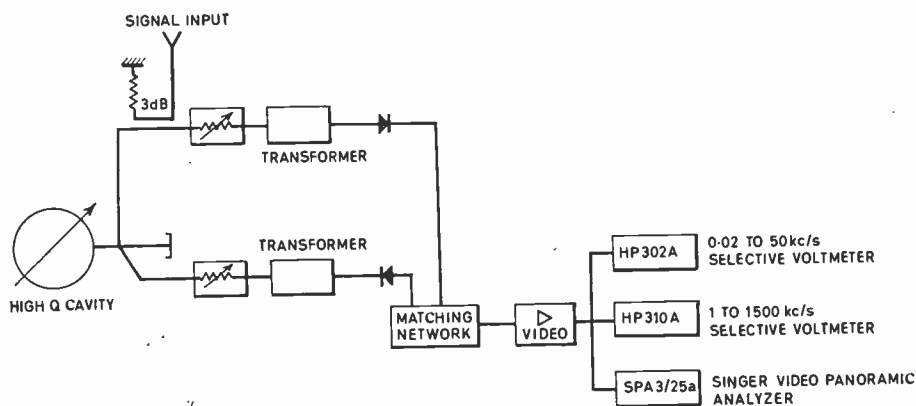 SIGNAL INPUT
3dB
TRANSFORMER
TRANSFORMER
HIGH Q CAVITY
MATCHING
NETWORK
VIDEO
HP302A
0·02 TO 50kc/s
SELECTIVE VOLTMETER
HP310A
1 TO 1500 kc/s
SELECTIVE VOLTMETER
SPA3/25a
SINGER VIDEO PANORAMIC
ANALYZER